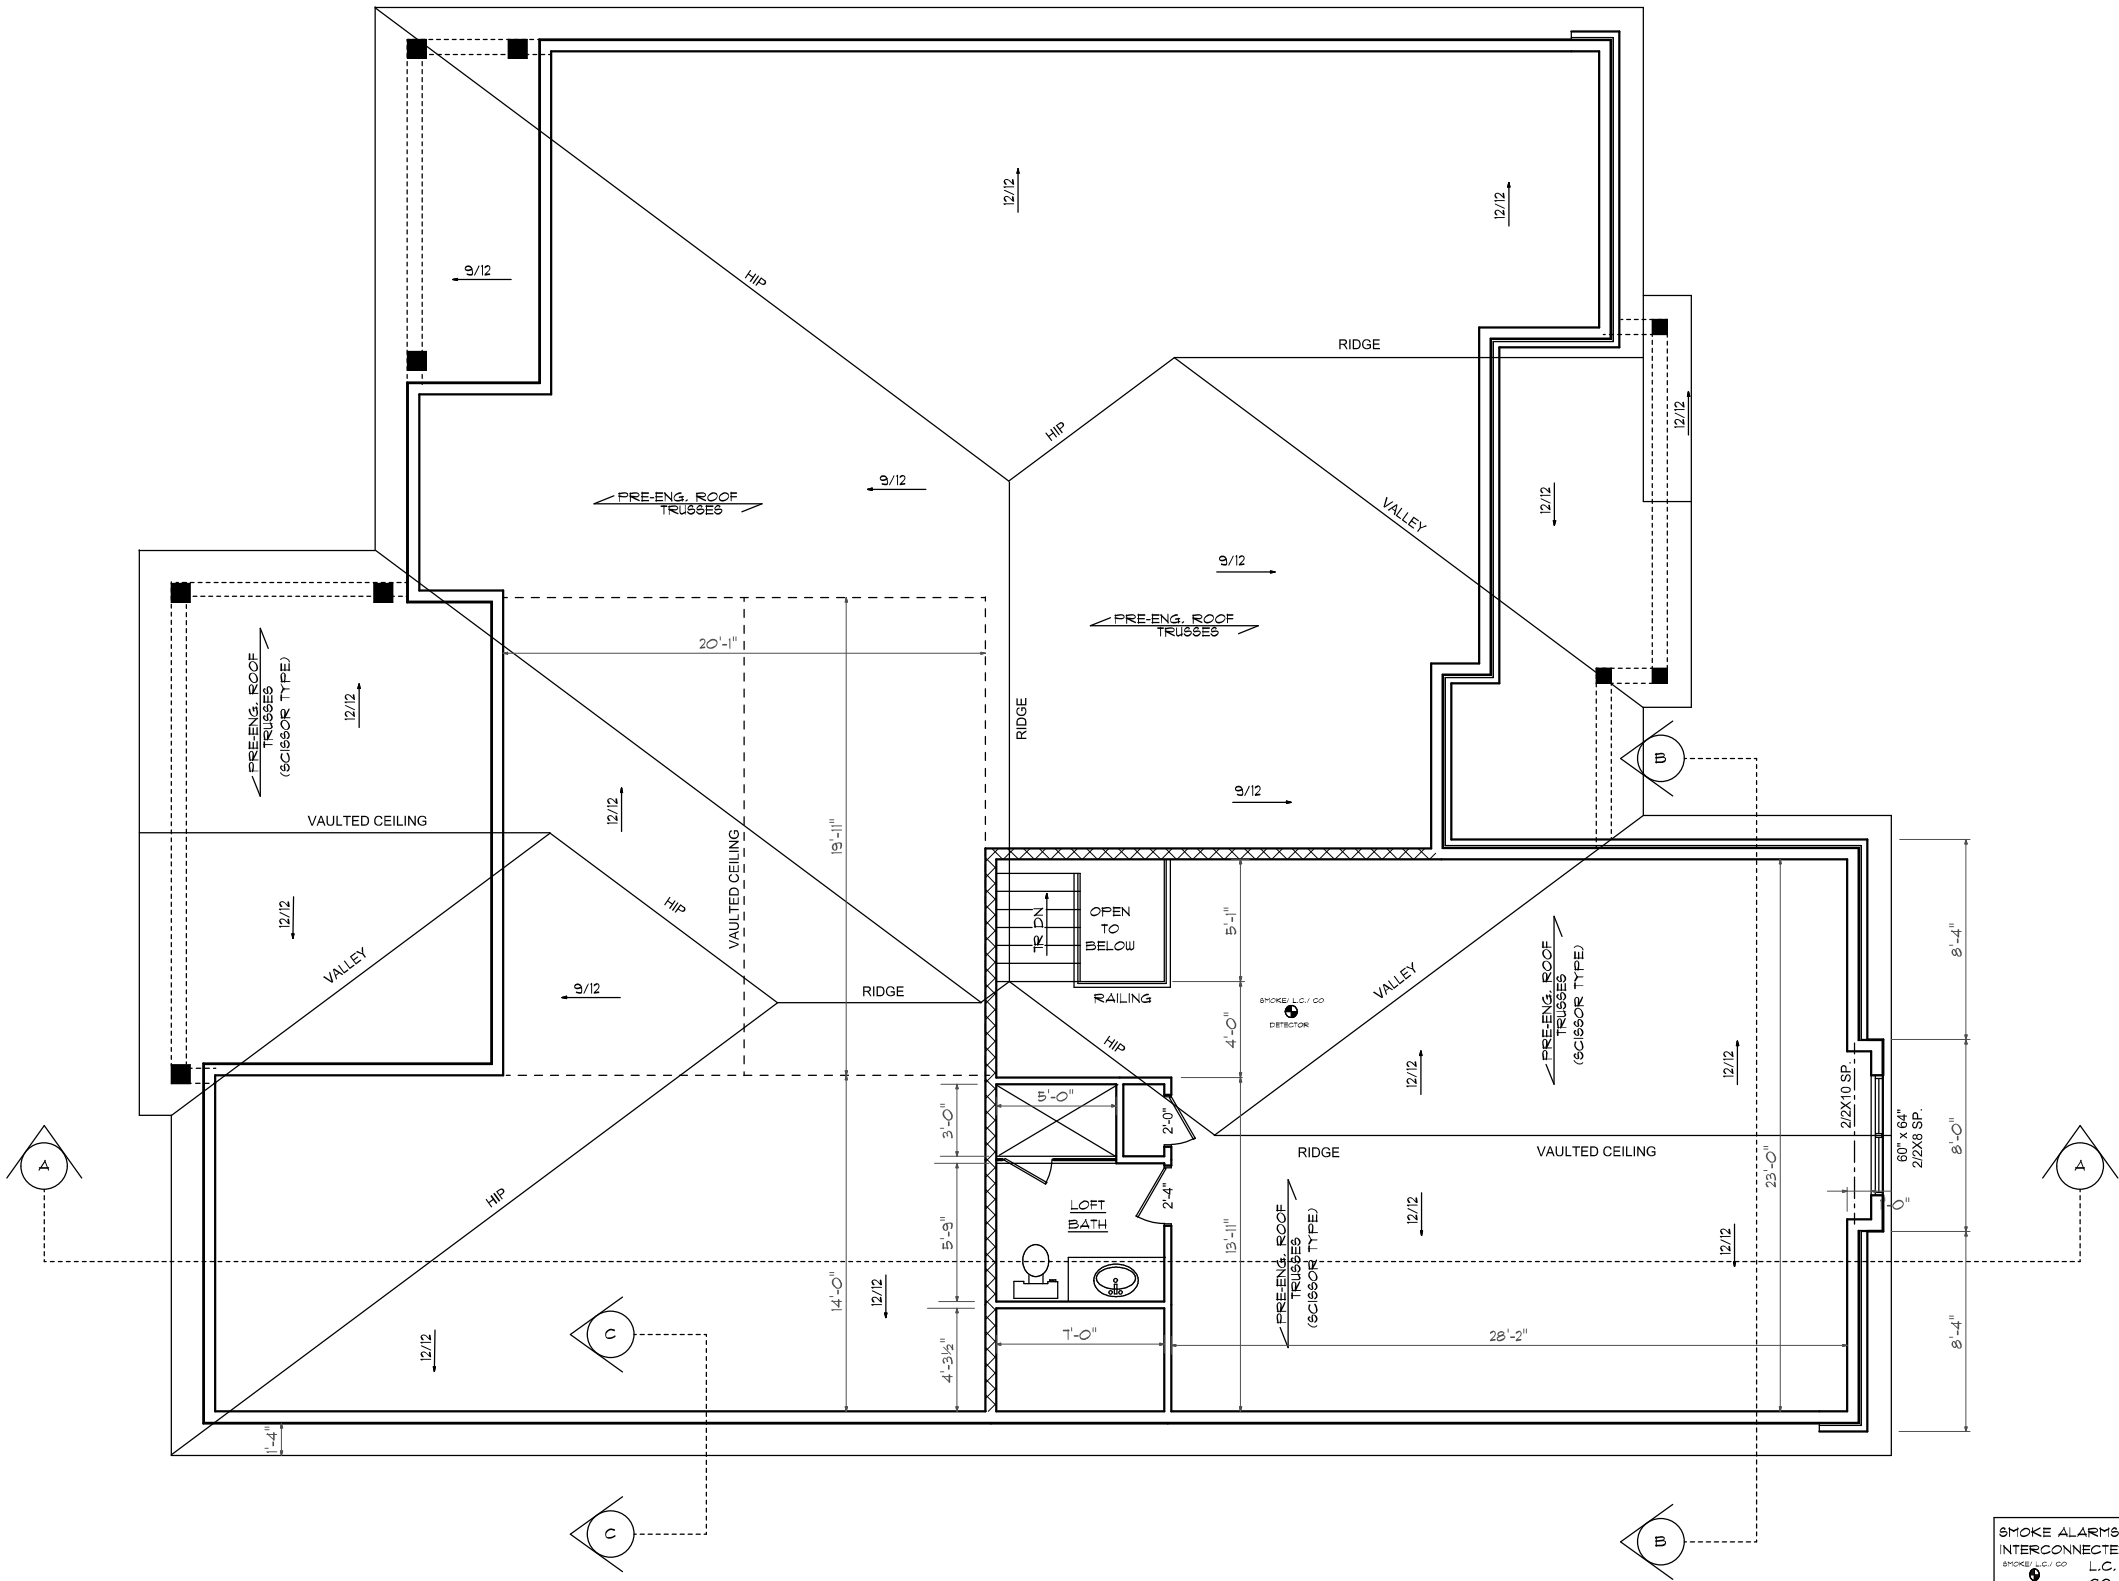 12/12
12/12
9/12
HIP
RIDGE
HIP
12/12
9/12
PRE-ENG. ROOF
TRUSSES
VALLEY
12/12
9/12
PRE-ENG. ROOF
TRUSSES
20'-1"
PRE-ENG. ROOF
TRUSSES
(SCISSOR TYPE)
12/12
RIDGE
B
12/12
9/12
VAULTED CEILING
19'-11"
VAULTED CEILING
HIP
12/12
VALLEY
9/12
RIDGE
DN
OPEN
TO
BELOW
RAILING
5'-1"
SMOKE/ L.C./ CO
DETECTOR
4'-0"
VALLEY
PRE-ENG. ROOF
TRUSSES
(SCISSOR TYPE)
8'-4"
HIP
12/12
12/12
2/2X10 SP.
60" x 64"
2/2X8 SP.
8'-0"
5'-0"
3'-0"
2'-0"
RIDGE
VAULTED CEILING
23'-0"
A
A
HIP
2'-4"
LOFT
BATH
5'-9"
13'-11"
12/12
12/12
PRE-ENG. ROOF
TRUSSES
(SCISSOR TYPE)
14'-0"
12/12
C
12/12
4'-3½"
7'-0"
28'-2"
8'-4"
1'-4"
C
B
SMOKE ALARMS
INTERCONNECTE
SMOKE/ L.C./ CO
L.C.